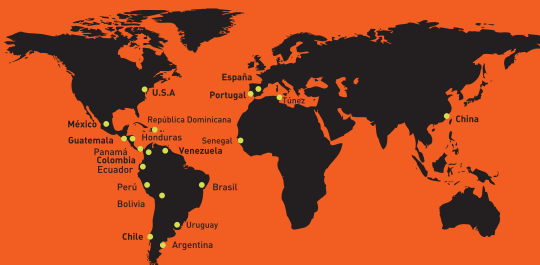 España
U.S.A
Portugal
Túnez
México
República Dominicana
China
Guatemala
Honduras
Senegal
Panamá
Venezuela
Colombia
Ecuador
Perú
Brasil
Bolivia
Uruguay
Chile
Argentina